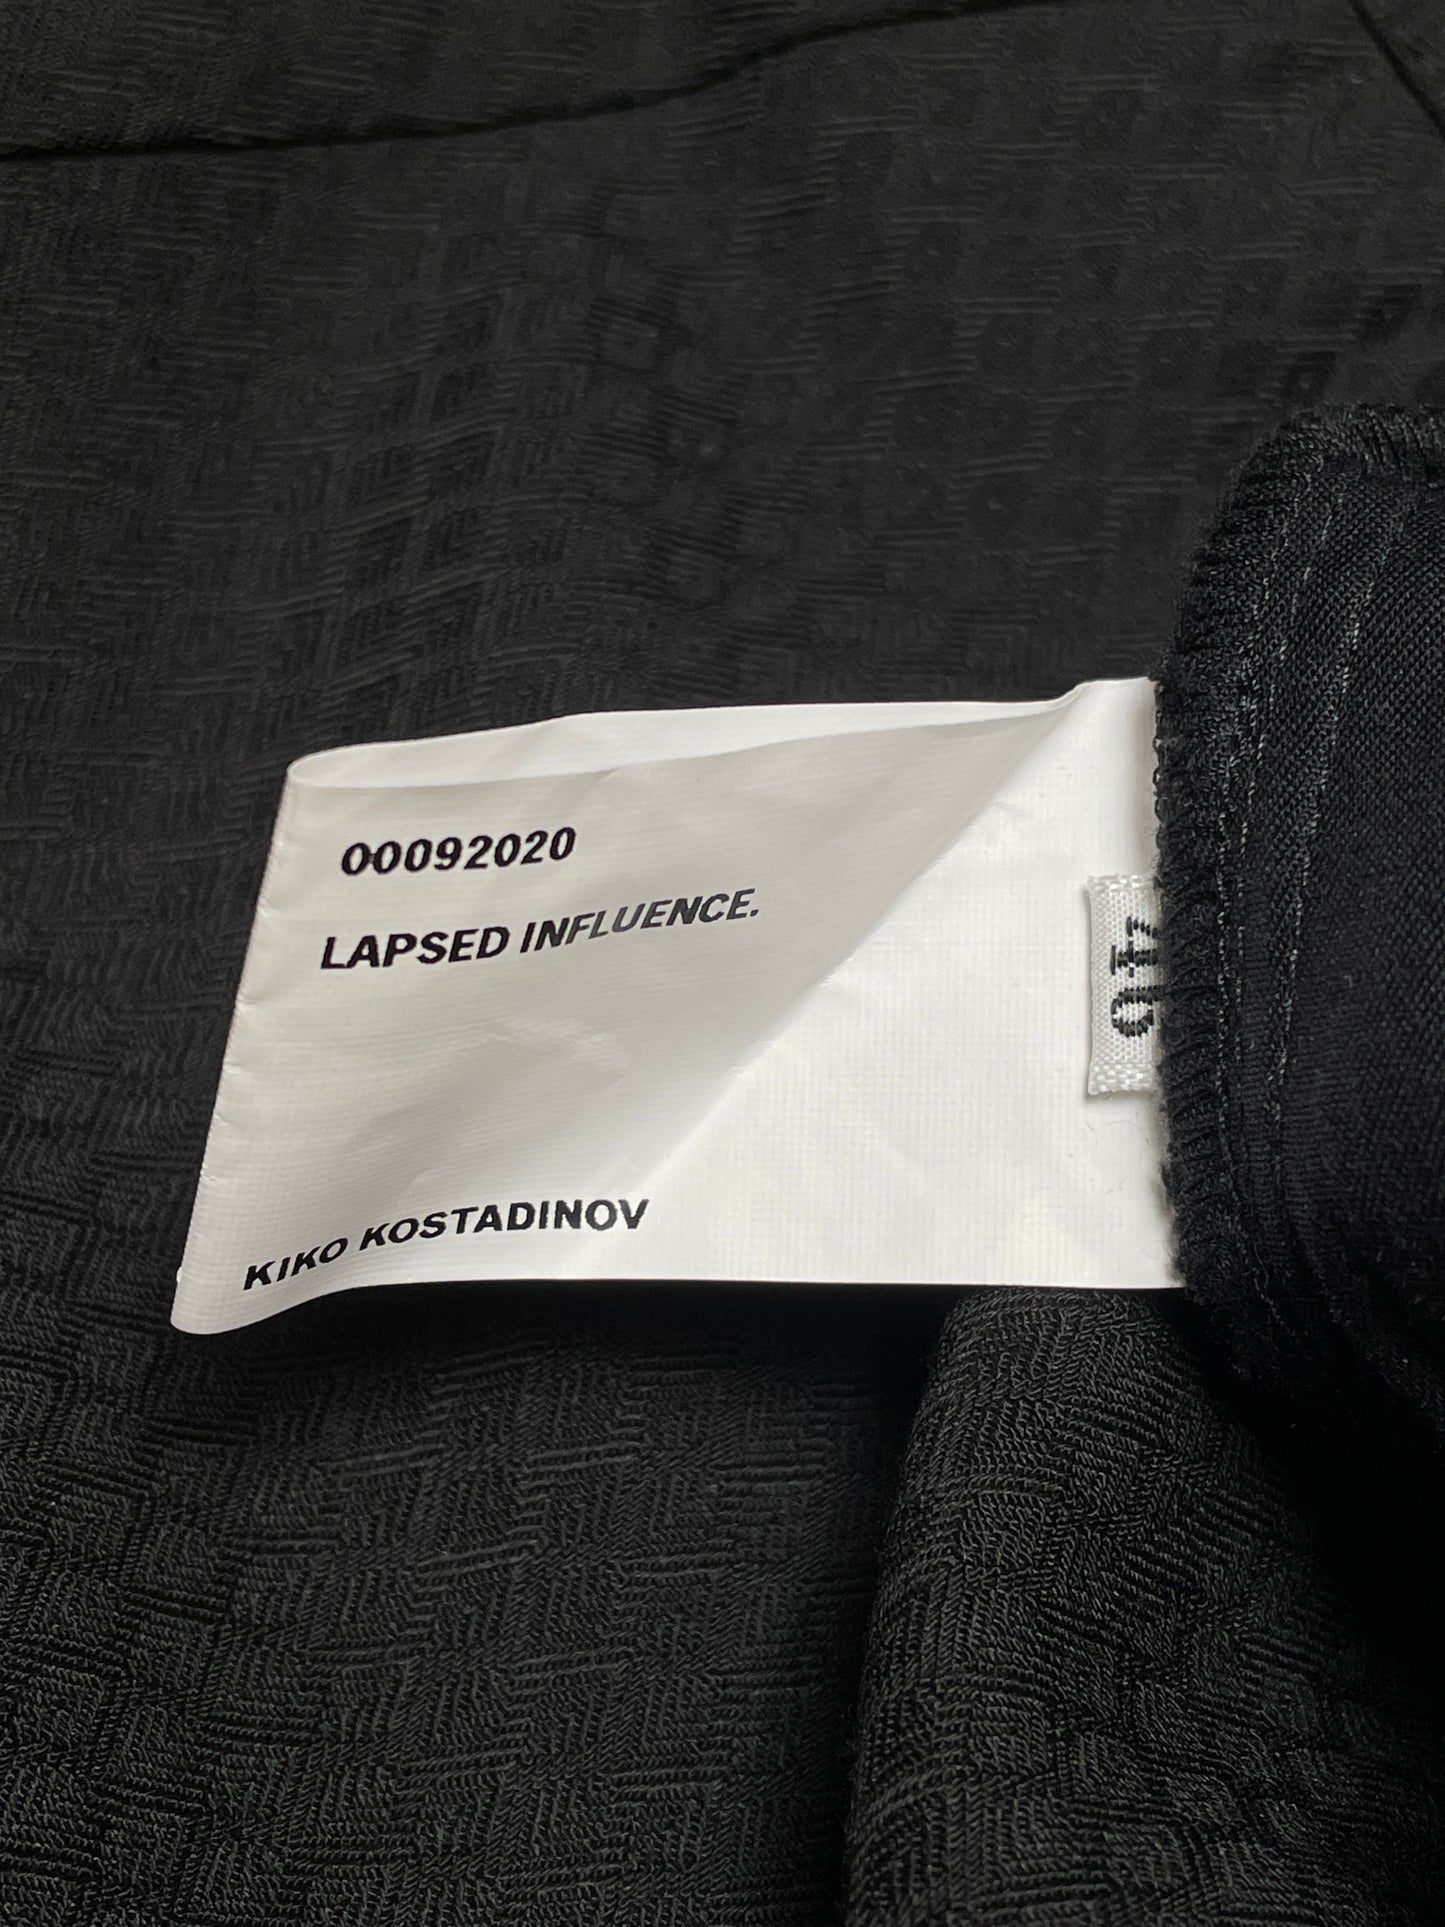 00092020
LAPSED INFLUENCE.
KIKO KOSTADINOV